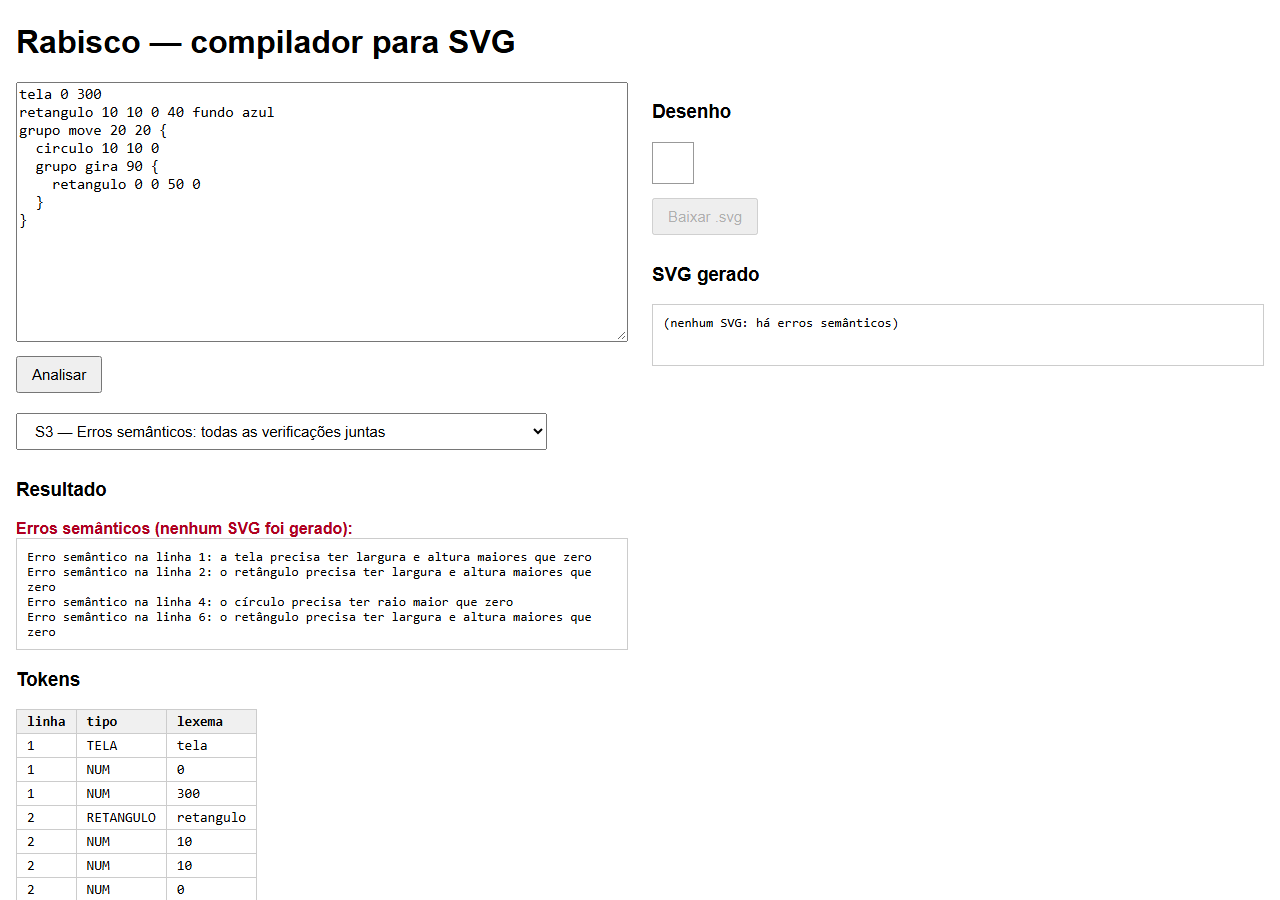 Rabisco — compilador para SVG
tela 0 300
retangulo 10 10 0 40 fundo azul
grupo move 20 20 {
  circulo 10 10 0
  grupo gira 90 {
    retangulo 0 0 50 0
  }
}
Analisar
S3 — Erros semânticos: todas as verificações juntas
Resultado
Erros semânticos (nenhum SVG foi gerado):
Erro semântico na linha 1: a tela precisa ter largura e altura maiores que zero
Erro semântico na linha 2: o retângulo precisa ter largura e altura maiores que
zero
Erro semântico na linha 4: o círculo precisa ter raio maior que zero
Erro semântico na linha 6: o retângulo precisa ter largura e altura maiores que
zero
Tokens
linha tipo lexema
1 TELA tela
1 NUM 0
1 NUM 300
2 RETANGULO retangulo
2 NUM 10
2 NUM 10
2 NUM 0
Desenho
Baixar .svg
SVG gerado
(nenhum SVG: há erros semânticos)